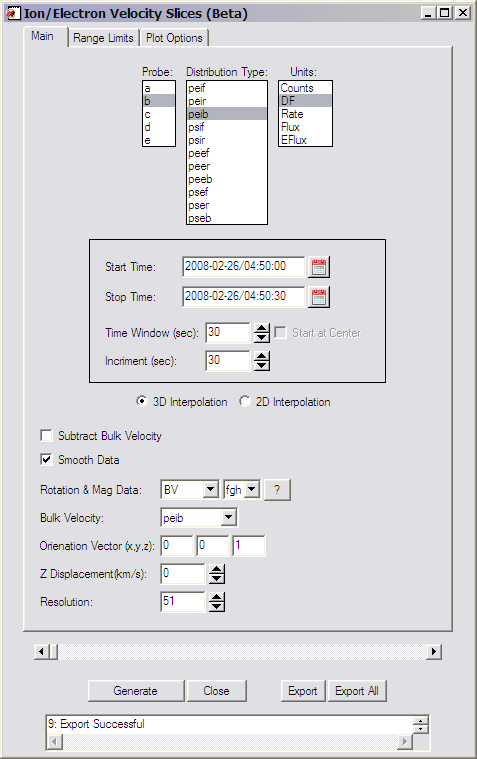 Ion/Electron Velocity Slices (Beta)
Main Range Limits Plot Options
Probe: Distribution Type: Units:
a peif Counts
b peir DF
c peib Rate
d psif Flux
e psir EFlux
peef
peer
peeb
psef
pser
pseb
Start Time: 2008-02-26/04:50:00
Stop Time: 2008-02-26/04:50:30
Time Window (sec): 30 Start at Center
Incriment (sec): 30
3D Interpolation 2D Interpolation
Subtract Bulk Velocity
Smooth Data
Rotation & Mag Data: BV fgh ?
Bulk Velocity: peib
Orienation Vector (x,y,z): 0 0 1
Z Displacement(km/s): 0
Resolution: 51
Generate Close Export Export All
9: Export Successful